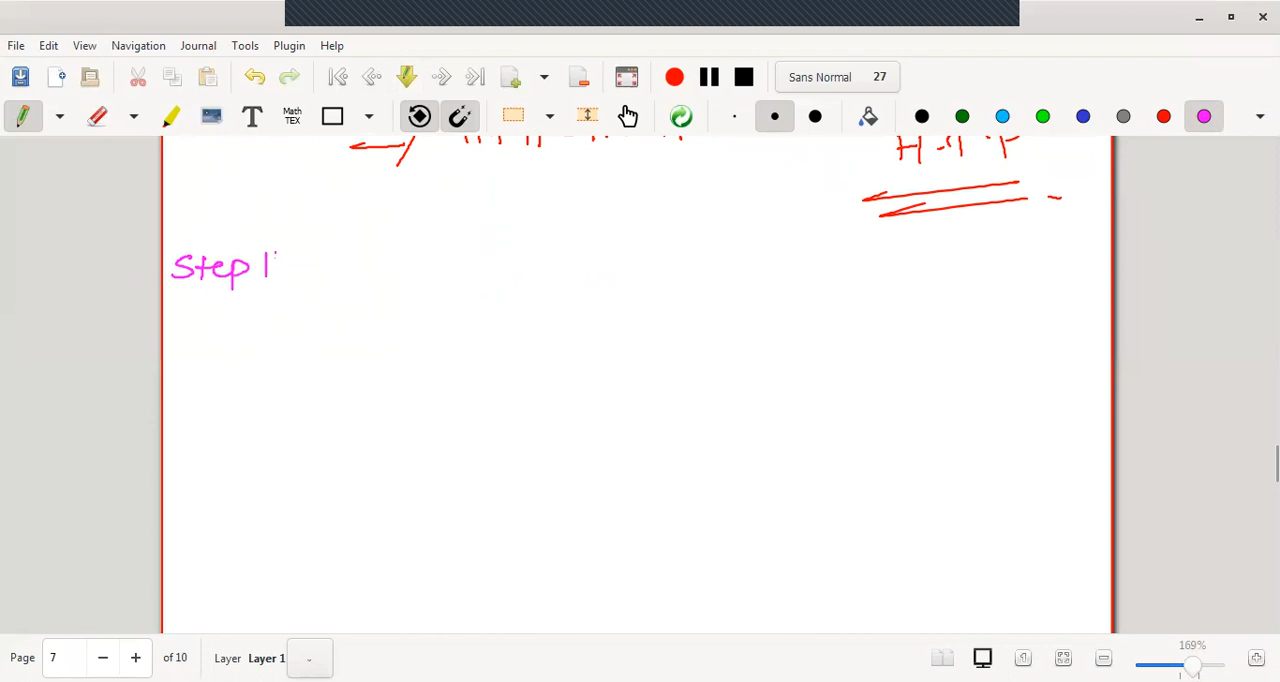 File Edit View Navigation Journal Tools Plugin Help
Sans Normal 27
T Math TEX
Step 1:
Page 7 of 10 Layer Layer 1 169%